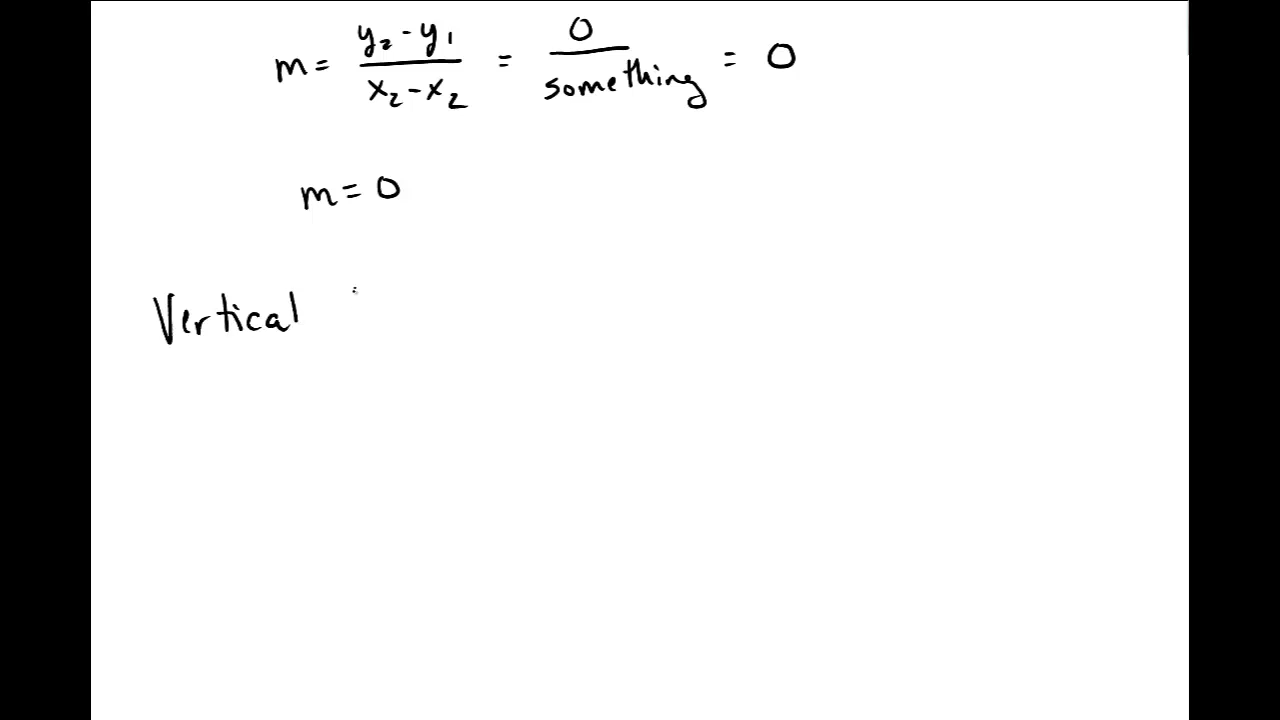 m = y₂ - y₁ / x₂ - x₂ = 0 / something = 0
m = 0
Vertical